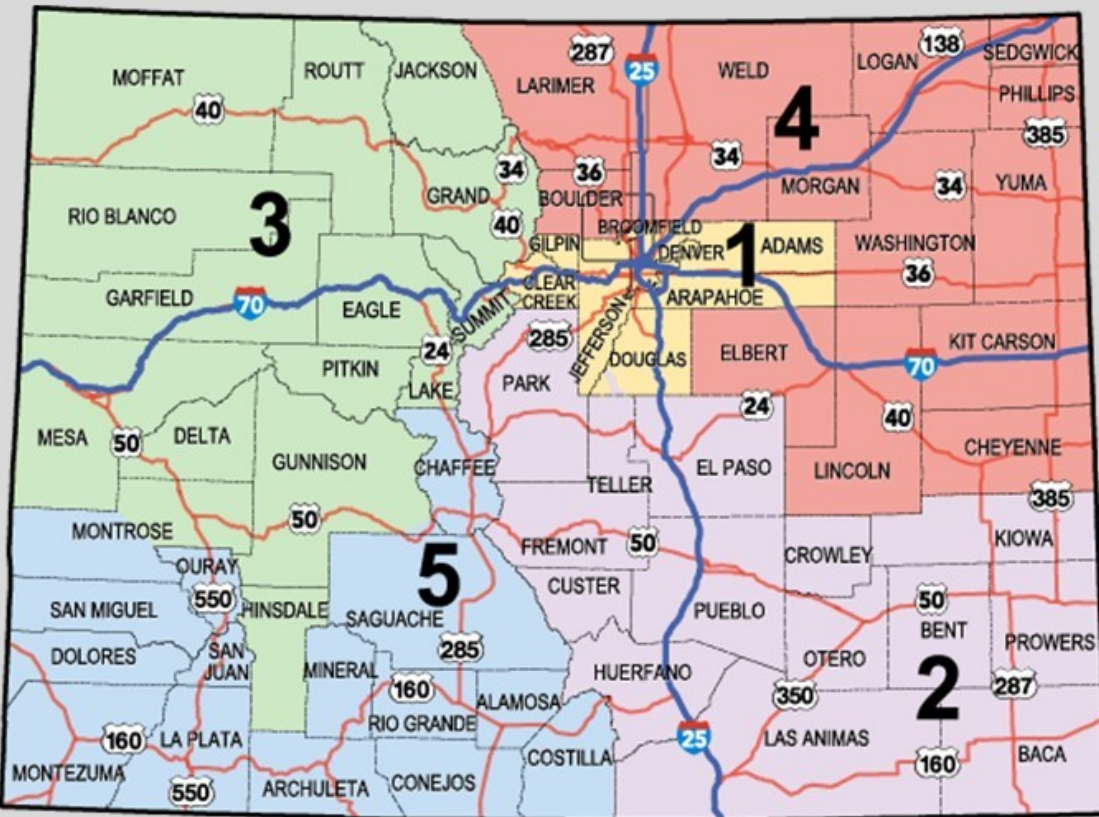 MOFFAT
ROUTT
JACKSON
LARIMER
287
25
WELD
LOGAN
138
SEDGWICK
PHILLIPS
40
4
385
34
36
34
MORGAN
34
YUMA
RIO BLANCO
3
GRAND
40
BOULDER
BROOMFIELD
GILPIN
DENVER
1
ADAMS
WASHINGTON
36
GARFIELD
70
EAGLE
SUMMIT
CLEAR
CREEK
ARAPAHOE
24
285
JEFFERSON
DOUGLAS
ELBERT
KIT CARSON
70
PITKIN
LAKE
PARK
24
40
MESA
50
DELTA
GUNNISON
CHAFFEE
TELLER
EL PASO
LINCOLN
CHEYENNE
385
MONTROSE
50
FREMONT
50
CROWLEY
KIOWA
OURAY
550
HINSDALE
5
SAGUACHE
CUSTER
PUEBLO
50
BENT
PROWERS
SAN MIGUEL
DOLORES
SAN
JUAN
MINERAL
285
HUERFANO
OTERO
2
287
160
RIO GRANDE
ALAMOSA
350
160
LA PLATA
25
LAS ANIMAS
160
BACA
MONTEZUMA
550
ARCHULETA
CONEJOS
COSTILLA